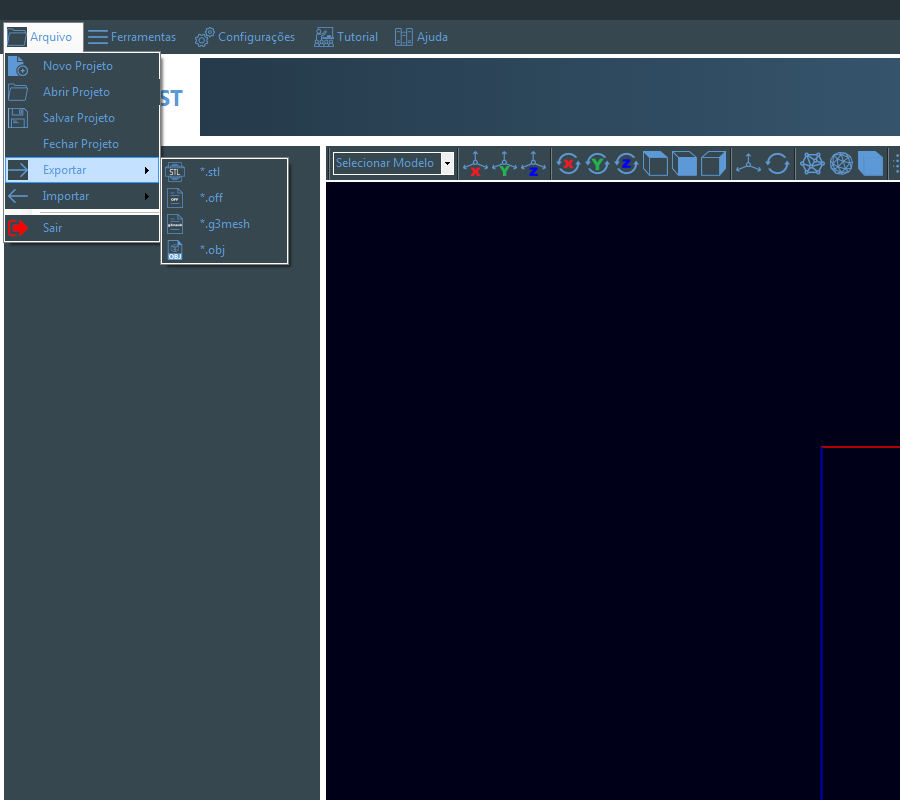 Arquivo Ferramentas Configurações Tutorial Ajuda
Novo Projeto
Abrir Projeto
ST
Salvar Projeto
Fechar Projeto
Selecionar Modelo X Y Z X Y Z
Exportar
STL *.stl
Importar
OFF *.off
g3mesh *.g3mesh
Sair
OBJ *.obj